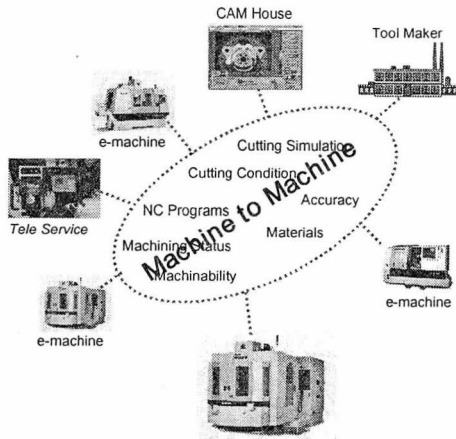 CAM House
Tool Maker
e-machine
Cutting Simulation
Cutting Condition
Tele Service
NC Programs
Accuracy
Machine to Machine
Materials
Machining Status
Machinability
e-machine
e-machine